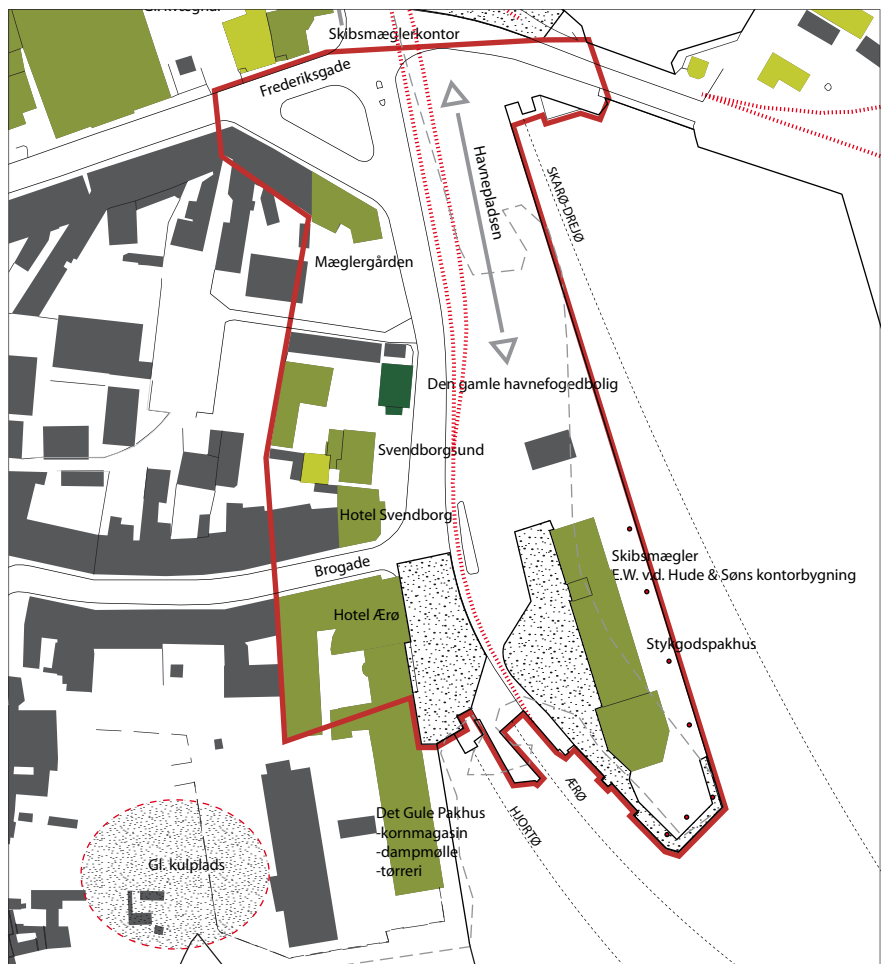 Skibsmæglerkontor
Frederiksgade
Havnepladsen
SKARØ-DREJØ
Mæglergården
Den gamle havnefogedbolig
Svendborgsund
Hotel Svendborg
Brogade
Skibsmægler
E.W. v.d. Hude & Søns kontorbygning
Hotel Ærø
Stykgodspakhus
ÆRØ
HJORTØ
Det Gule Pakhus
-kornmagasin
-dampmølle
-tørreri
Gl. kulplads